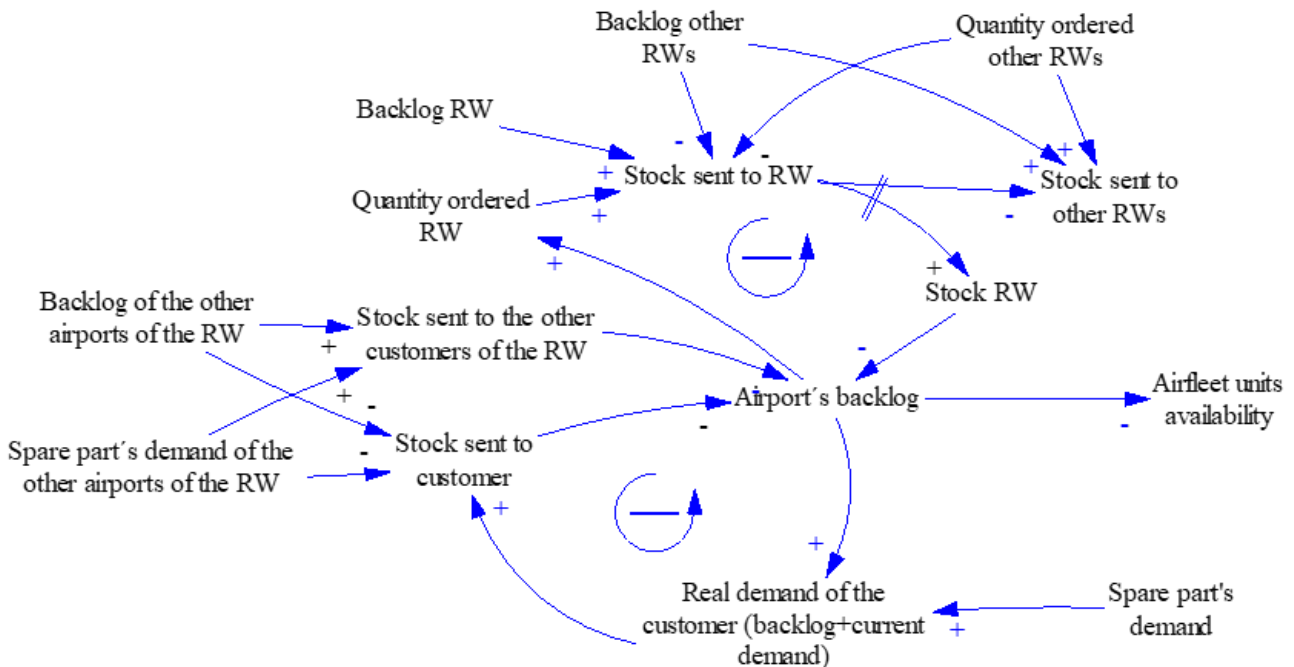 Backlog other
RWs
Quantity ordered
other RWs
Backlog RW
-
-
+
+
+
Stock sent to RW
Stock sent to
other RWs
-
Quantity ordered
RW
+
+
+
Stock RW
Backlog of the other
airports of the RW
Stock sent to the other
customers of the RW
+
-
+
-
Airport´s backlog
-
Airfleet units
availability
-
-
Spare part´s demand of the
other airports of the RW
-
Stock sent to
customer
+
+
Real demand of the
customer (backlog+current
demand)
+
Spare part's
demand